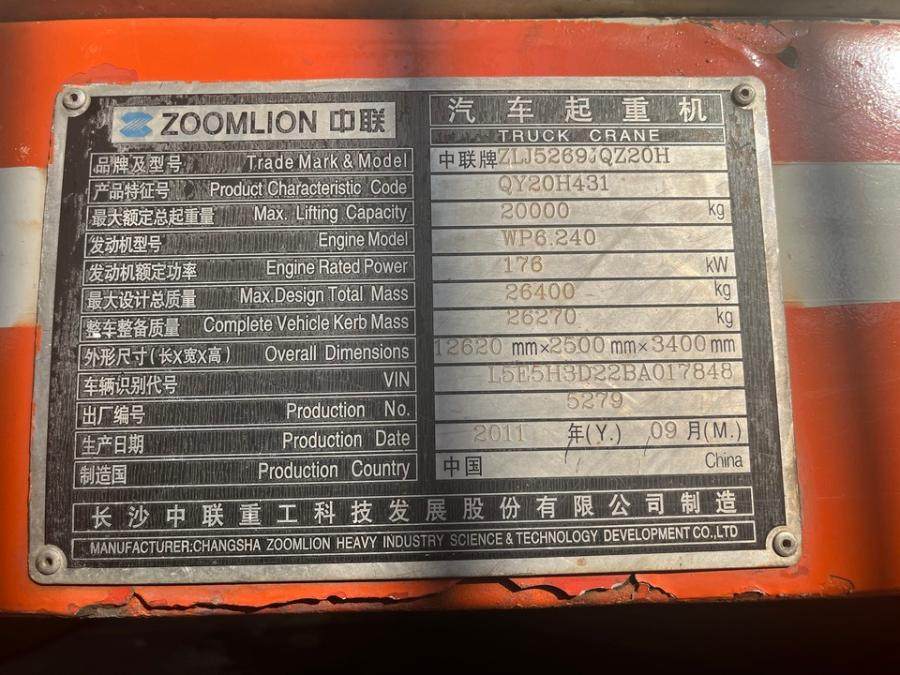 ZOOMLION 中联 汽车起重机
TRUCK CRANE
品牌及型号 Trade Mark & Model 中联牌ZLJ5269JQZ20H
产品特征号 Product Characteristic Code QY20H431
最大额定总起重量 Max. Lifting Capacity 20000 kg
发动机型号 Engine Model WP6.240
发动机额定功率 Engine Rated Power 176 kW
最大设计总质量 Max.Design Total Mass 26400 kg
整车整备质量 Complete Vehicle Kerb Mass 26270 kg
外形尺寸(长X宽X高) Overall Dimensions 12620 mm×2500 mm×3400 mm
车辆识别代号 VIN L5E5H3D22BA017848
出厂编号 Production No. 5279
生产日期 Production Date 2011 年(Y.) 09 月(M.)
制造国 Production Country 中国 China
长沙中联重工科技发展股份有限公司制造
MANUFACTURER:CHANGSHA ZOOMLION HEAVY INDUSTRY SCIENCE & TECHNOLOGY DEVELOPMENT CO.,LTD